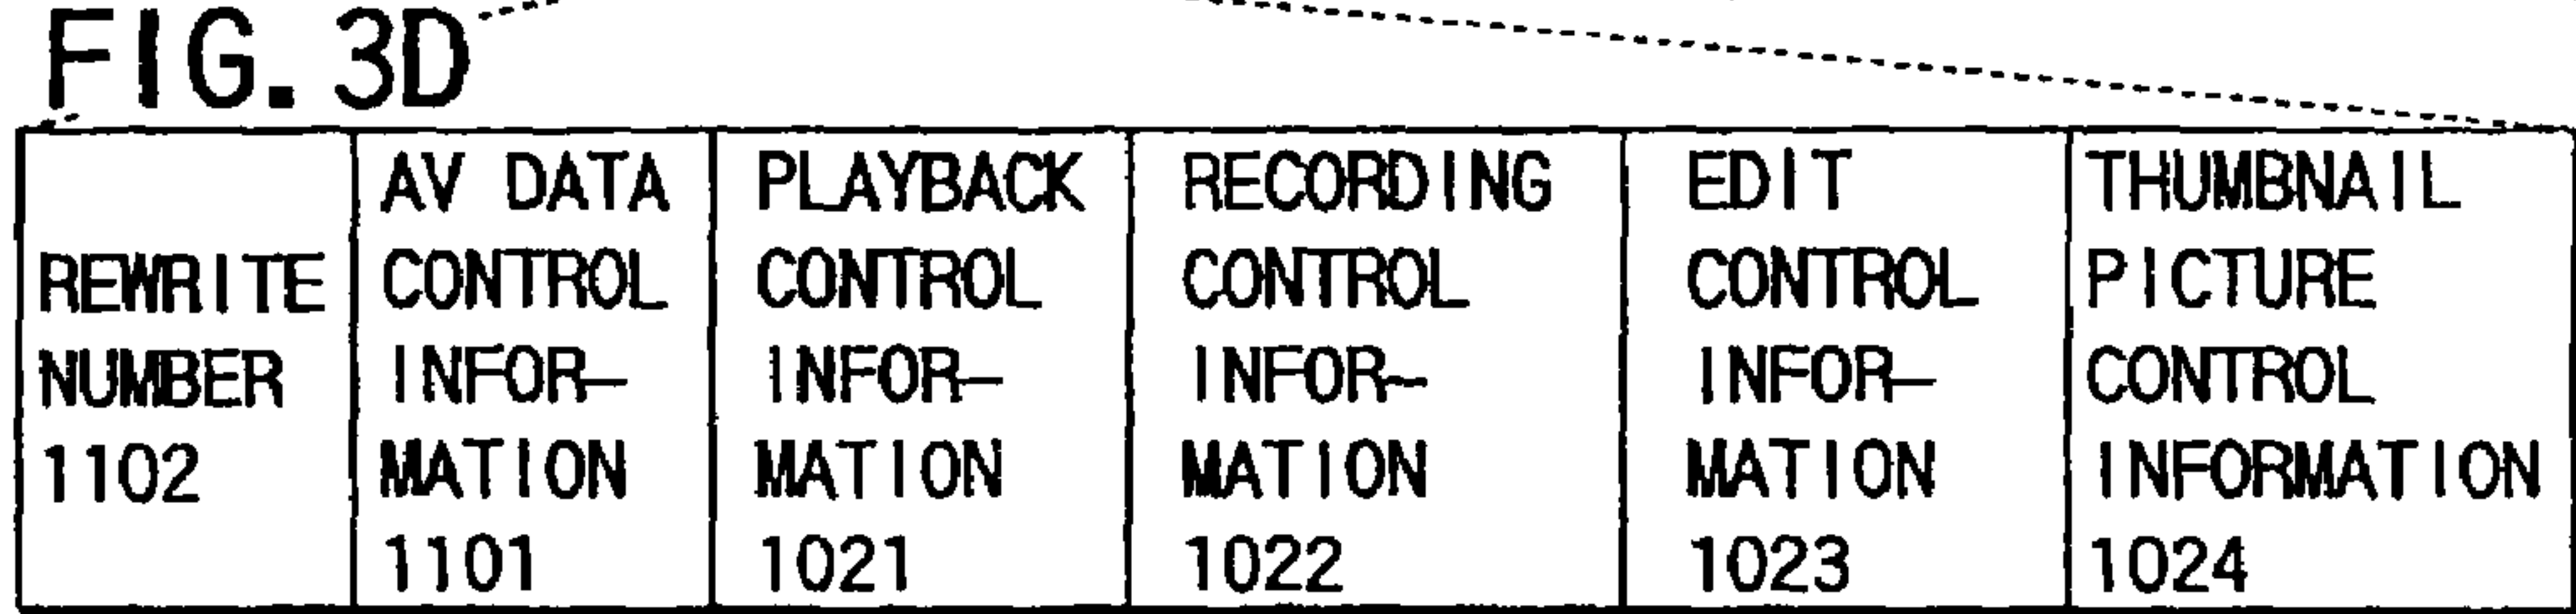 FIG. 3D
REWRITE
NUMBER
1102
AV DATA
CONTROL
INFOR-
MATION
1101
PLAYBACK
CONTROL
INFOR-
MATION
1021
RECORDING
CONTROL
INFOR-
MATION
1022
EDIT
CONTROL
INFOR-
MATION
1023
THUMBNAIL
PICTURE
CONTROL
INFORMATION
1024